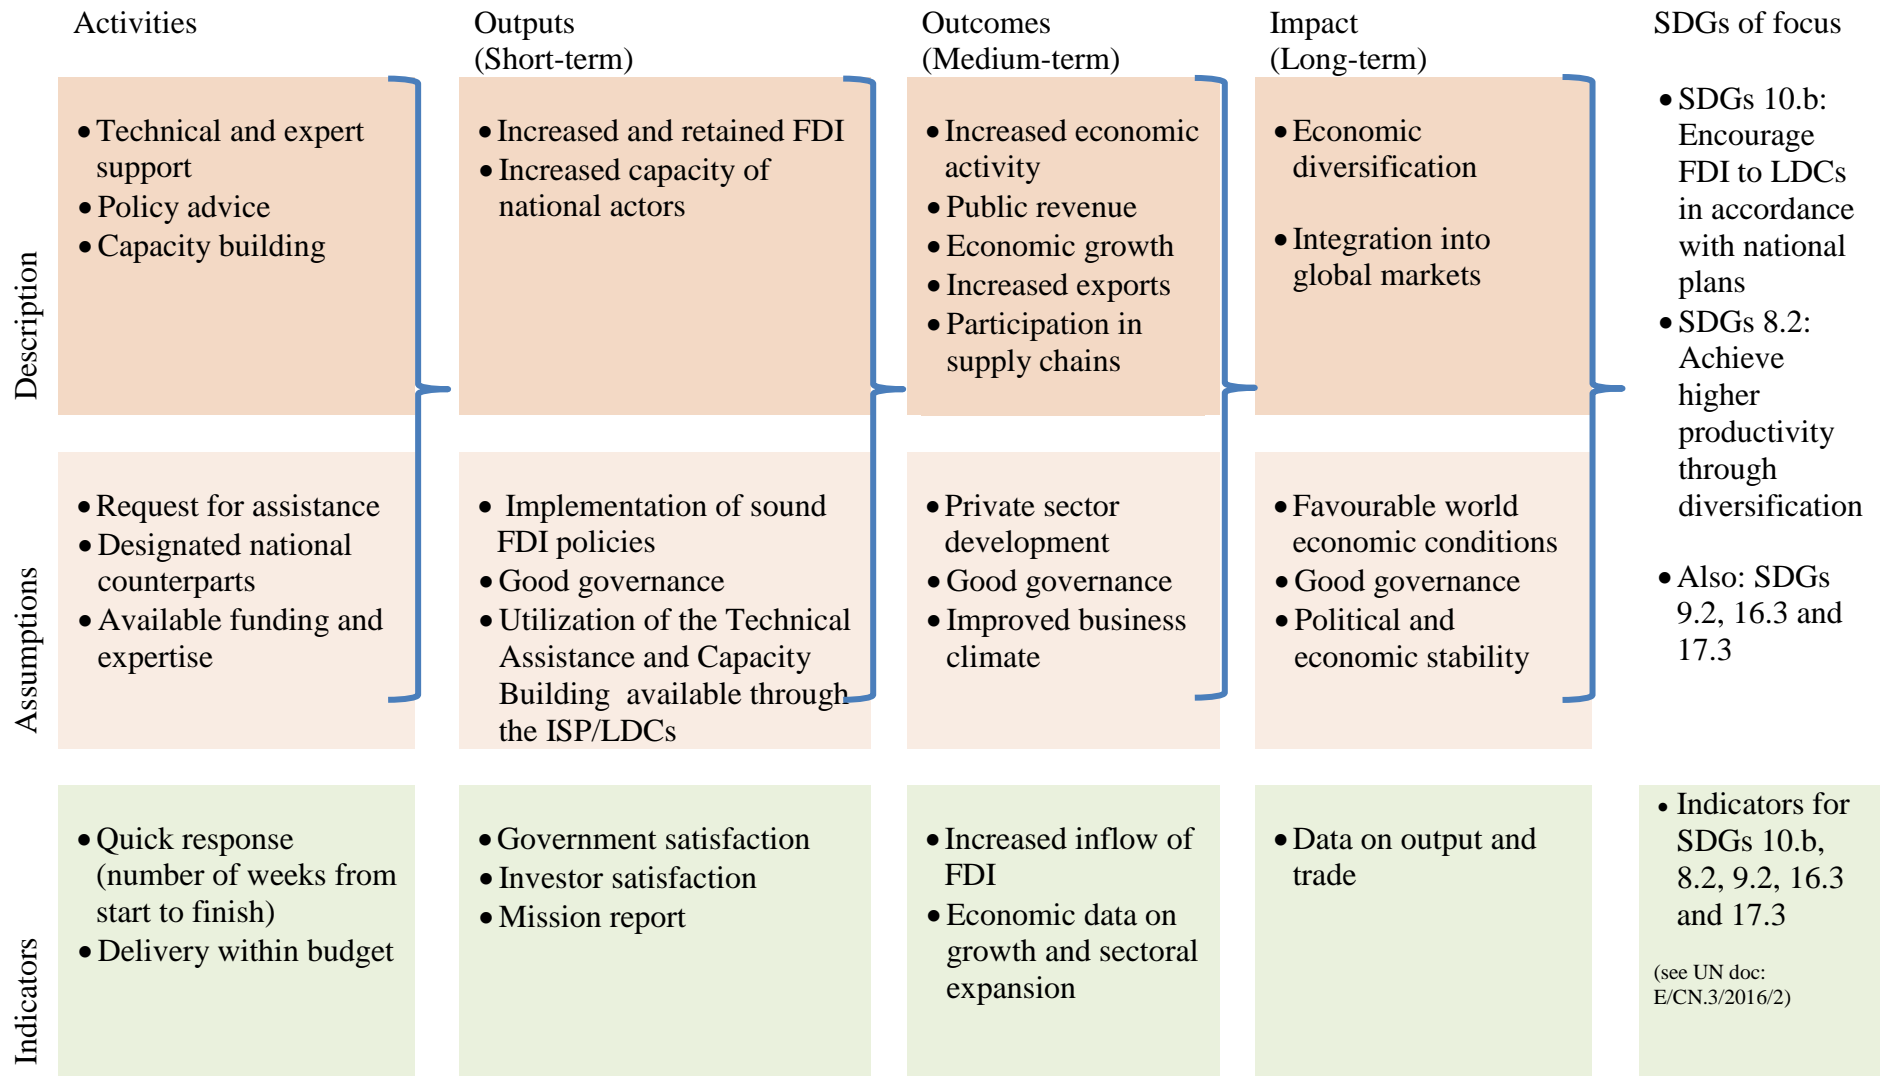 Activities
Outputs
(Short-term)
Outcomes
(Medium-term)
Impact
(Long-term)
SDGs of focus
Description
• Technical and expert
support
• Policy advice
• Capacity building
• Increased and retained FDI
• Increased capacity of
national actors
• Increased economic
activity
• Public revenue
• Economic growth
• Increased exports
• Participation in
supply chains
• Economic
diversification
• Integration into
global markets
• SDGs 10.b:
Encourage
FDI to LDCs
in accordance
with national
plans
• SDGs 8.2:
Achieve
higher
productivity
through
diversification
• Also: SDGs
9.2, 16.3 and
17.3
Assumptions
• Request for assistance
• Designated national
counterparts
• Available funding and
expertise
• Implementation of sound
FDI policies
• Good governance
• Utilization of the Technical
Assistance and Capacity
Building available through
the ISP/LDCs
• Private sector
development
• Good governance
• Improved business
climate
• Favourable world
economic conditions
• Good governance
• Political and
economic stability
Indicators
• Quick response
(number of weeks from
start to finish)
• Delivery within budget
• Government satisfaction
• Investor satisfaction
• Mission report
• Increased inflow of
FDI
• Economic data on
growth and sectoral
expansion
• Data on output and
trade
• Indicators for
SDGs 10.b,
8.2, 9.2, 16.3
and 17.3
(see UN doc:
E/CN.3/2016/2)